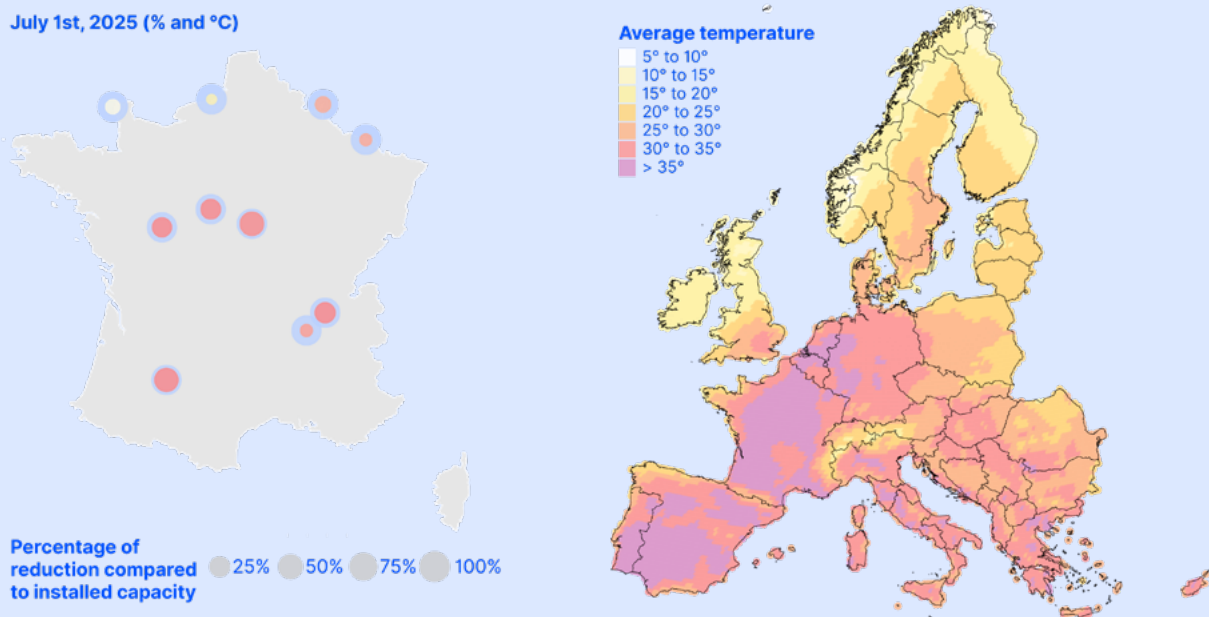 July 1st, 2025 (% and °C)
Average temperature
5° to 10°
10° to 15°
15° to 20°
20° to 25°
25° to 30°
30° to 35°
> 35°
Percentage of
reduction compared
to installed capacity
25% 50% 75% 100%